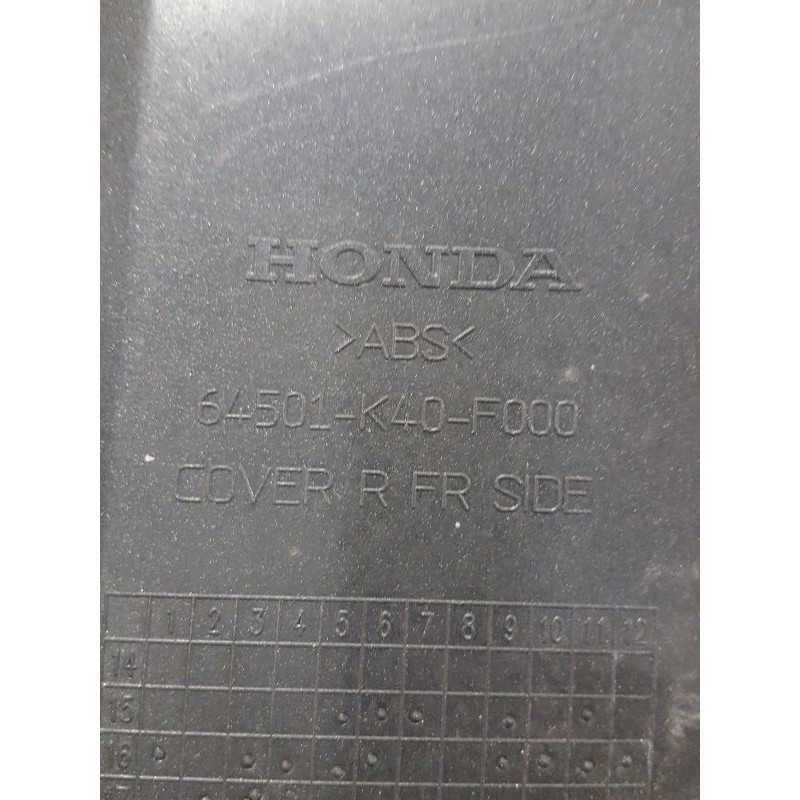 HONDA
>ABS<
64501-K40-F000
COVER R FR SIDE
1 2 3 4 5 6 7 8 9 10 11 12
14
15
16